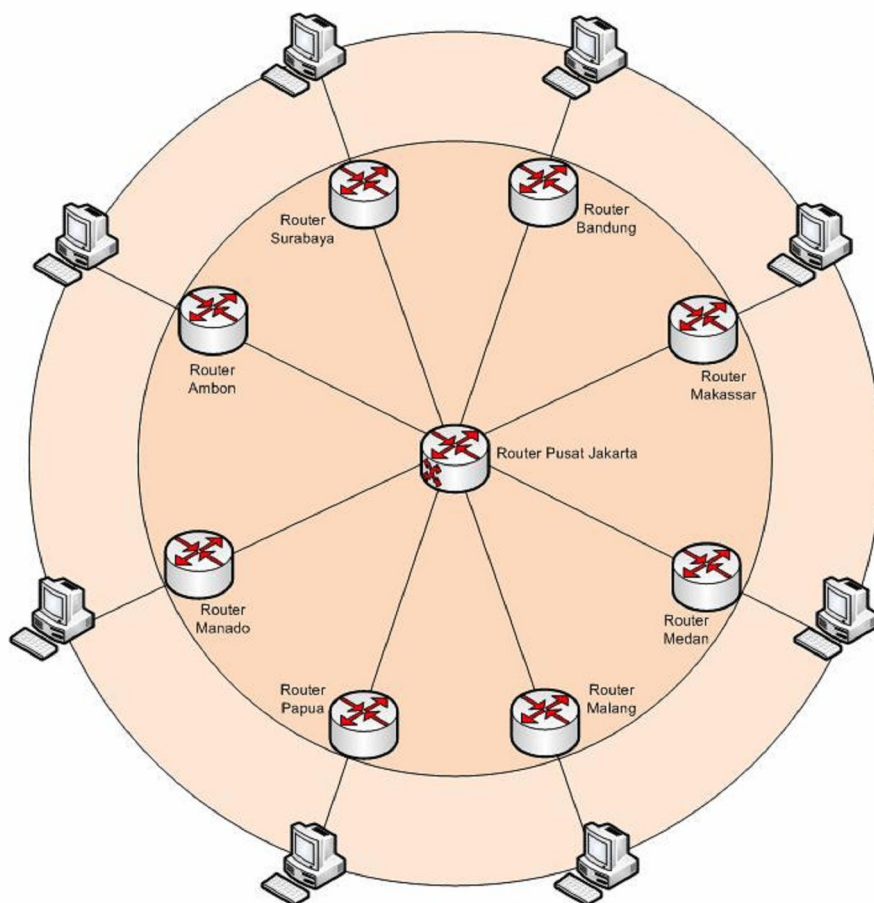 Router
Surabaya
Router
Bandung
Router
Ambon
Router
Makassar
Router Pusat Jakarta
Router
Manado
Router
Medan
Router
Papua
Router
Malang